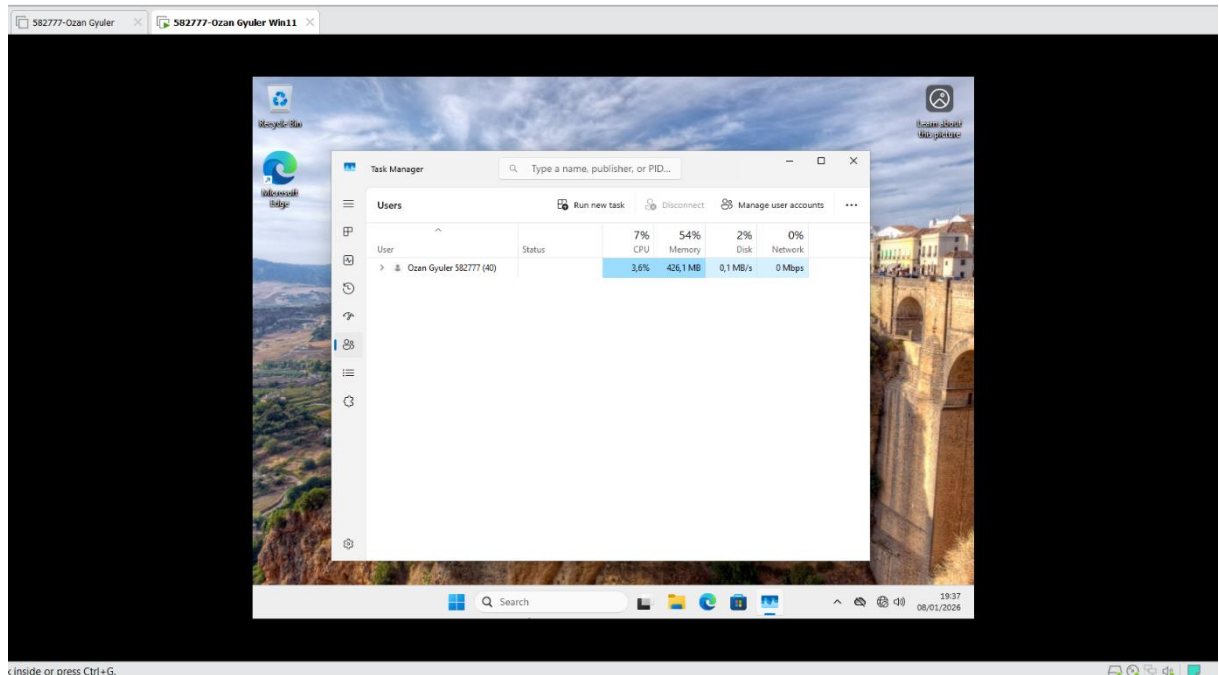 582777-Ozan Gyuler
582777-Ozan Gyuler Win11
Recycle Bin
Learn about
this picture
Microsoft
Edge
Task Manager
Type a name, publisher, or PID...
Users
Run new task
Disconnect
Manage user accounts
7% 54% 2% 0%
User Status CPU Memory Disk Network
Ozan Gyuler 582777 (40) 3,6% 426,1 MB 0,1 MB/s 0 Mbps
Search
19:37
08/01/2026
inside or press Ctrl+G.